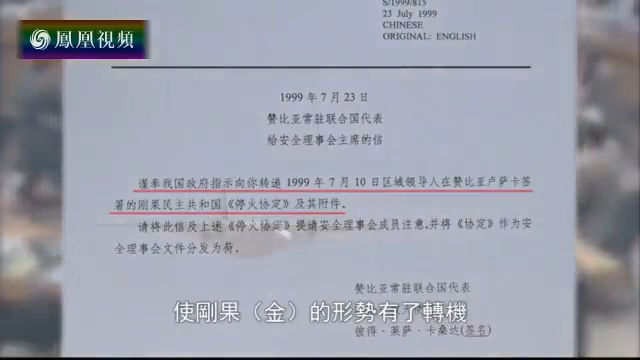 鳳凰視頻
S/1999/815
23 July 1999
CHINESE
ORIGINAL: ENGLISH
1999 年 7 月 23 日
赞比亚常驻联合国代表
给安全理事会主席的信
谨奉我国政府指示向你转递 1999 年 7 月 10 日区域领导人在赞比亚卢萨卡签
署的刚果民主共和国《停火协定》及其附件。
请将此信及上述《停火协定》提请安全理事会成员注意,并将《协定》作为安
全理事会文件分发为荷。
赞比亚常驻联合国代表
使剛果（金）的形勢有了轉機
彼得·莱萨·卡桑达(签名)